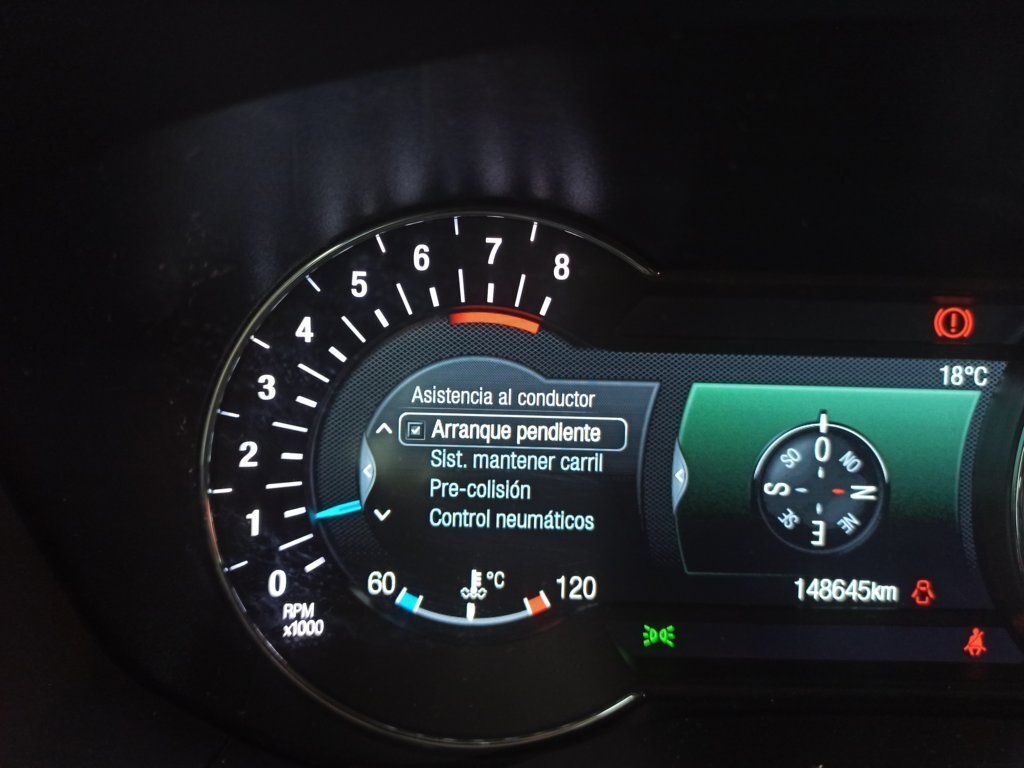 8
7
6
5
4
3
2
1
0
RPM
x1000
Asistencia al conductor
Arranque pendiente
Sist. mantener carril
Pre-colisión
Control neumáticos
60
°C
120
18°C
O
NO
N
NE
E
SE
S
SO
148645km